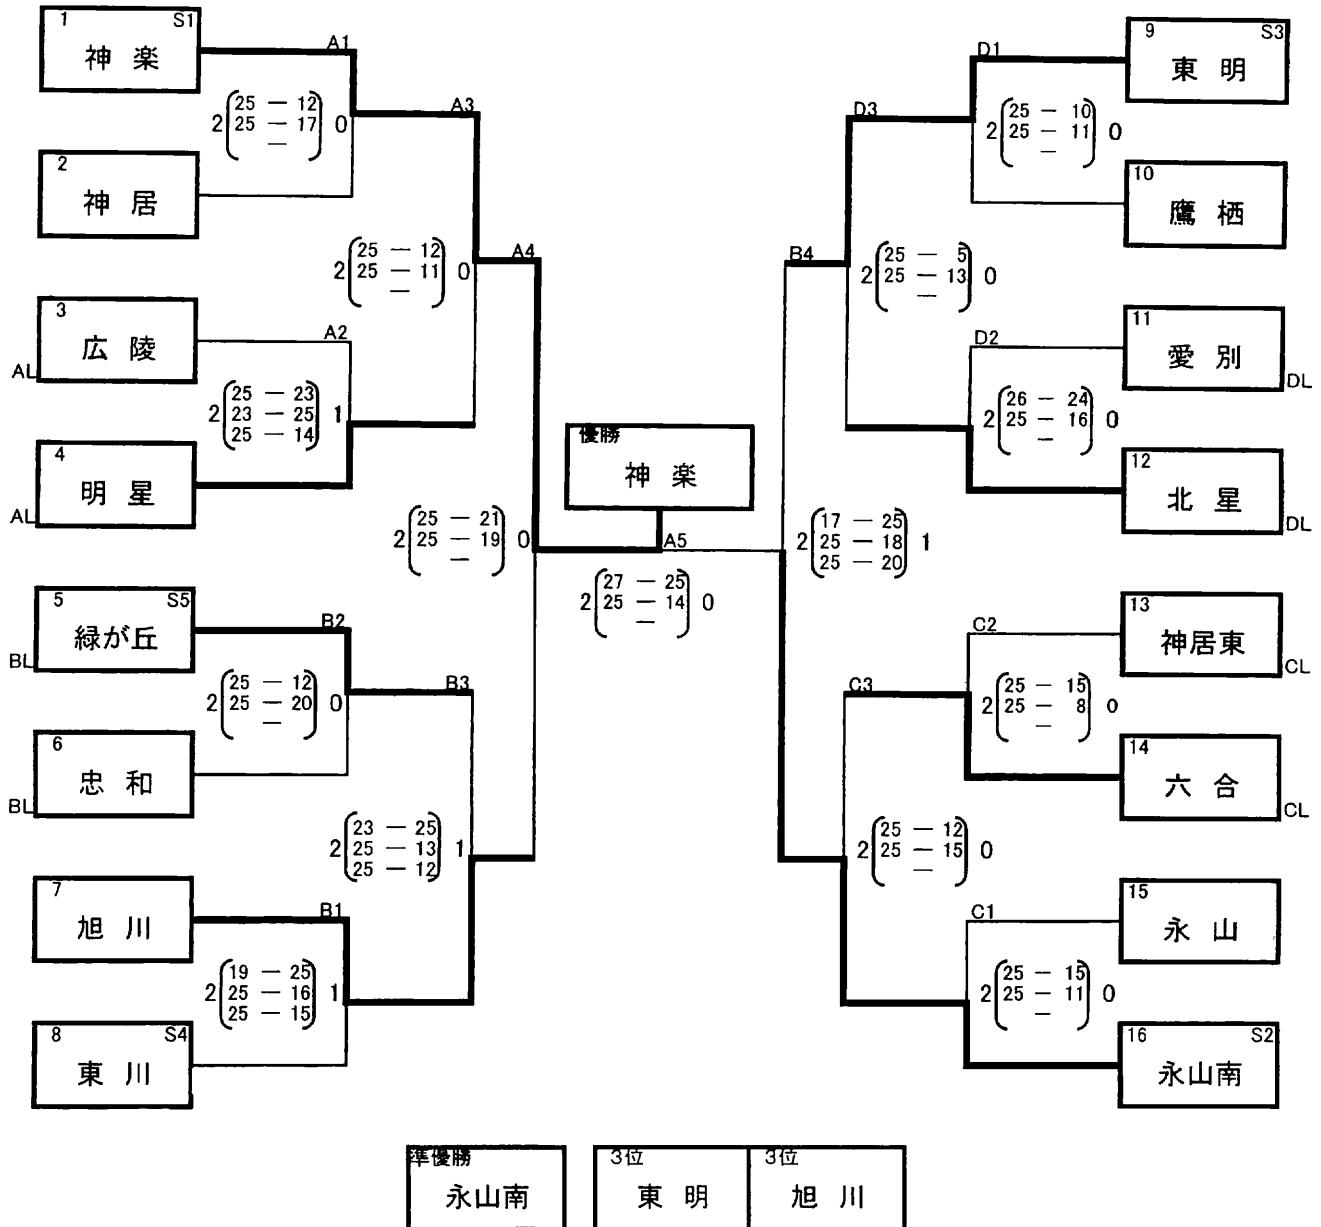 1 S1
神 楽
A1
2 25 — 12 0
25 — 17
—
2
神 居
A3
2 25 — 12 0
25 — 11
—
3
広 陵
AL
A2
2 25 — 23 1
23 — 25
25 — 14
4
明 星
AL
A4
2 25 — 21 0
25 — 19
—
5 S5
緑が丘
BL
B2
2 25 — 12 0
25 — 20
—
6
忠 和
BL
B3
2 23 — 25 1
25 — 13
25 — 12
7
旭 川
B1
2 19 — 25 1
25 — 16
25 — 15
8 S4
東 川
優勝
神 楽
A5
2 27 — 25 0
25 — 14
—
9 S3
東 明
D1
2 25 — 10 0
25 — 11
—
10
鷹 栖
D3
2 25 — 5 0
25 — 13
—
11
愛 別
DL
D2
2 26 — 24 0
25 — 16
—
12
北 星
DL
B4
2 17 — 25 1
25 — 18
25 — 20
13
神居東
CL
C2
2 25 — 15 0
25 — 8
—
14
六 合
CL
C3
2 25 — 12 0
25 — 15
—
15
永 山
C1
2 25 — 15 0
25 — 11
—
16 S2
永山南
準優勝
永山南
3位
東 明
3位
旭 川